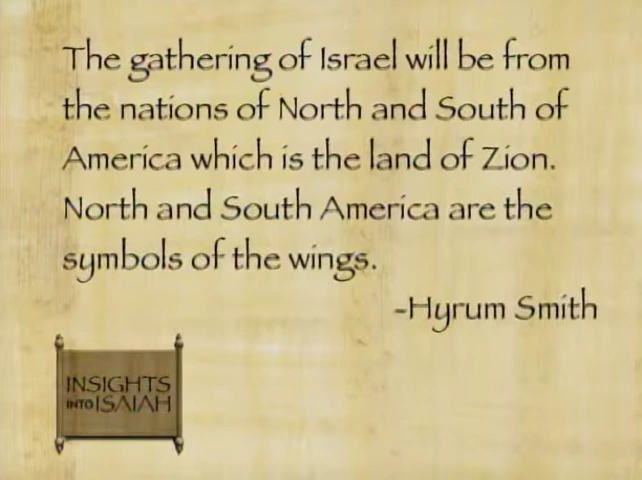 The gathering of Israel will be from
the nations of North and South of
America which is the land of Zion.
North and South America are the
symbols of the wings.
-Hyrum Smith
INSIGHTS
INTO ISAIAH